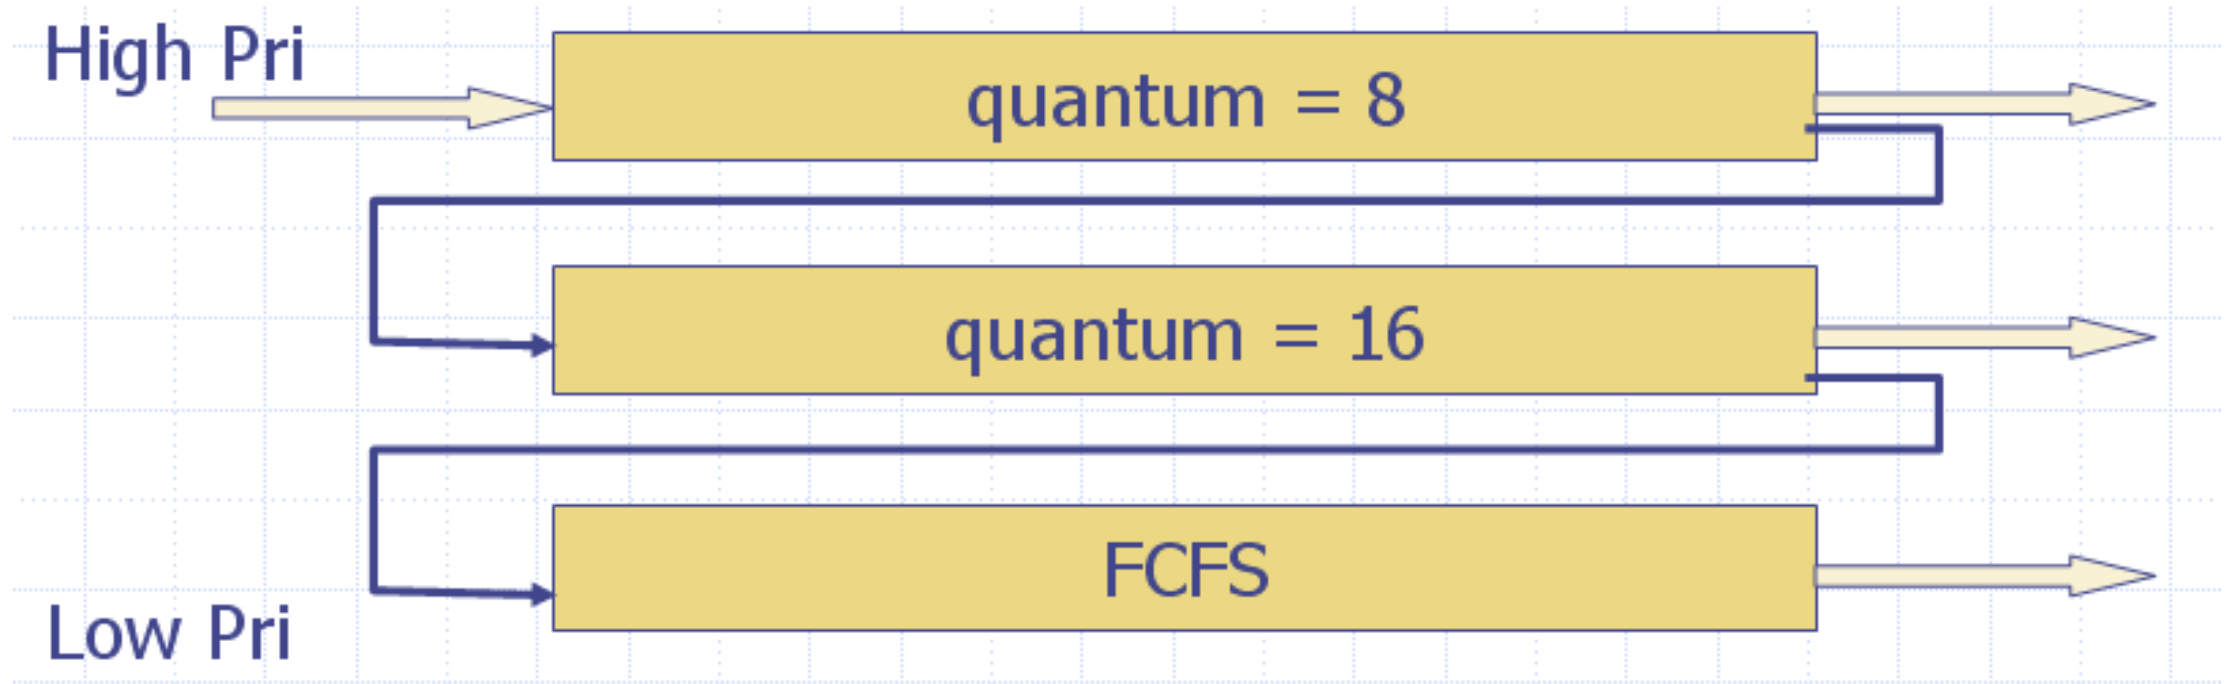 High Pri
quantum = 8
quantum = 16
FCFS
Low Pri